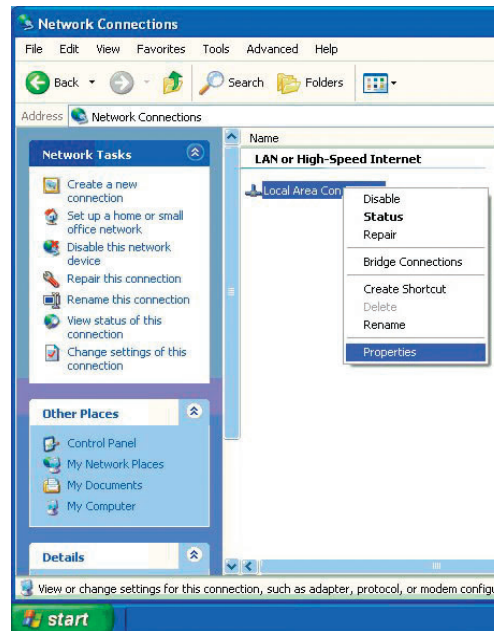 Network Connections
File Edit View Favorites Tools Advanced Help
Back Search Folders
Address Network Connections
Network Tasks
Create a new
connection
Set up a home or small
office network
Disable this network
device
Repair this connection
Rename this connection
View status of this
connection
Change settings of this
connection
Other Places
Control Panel
My Network Places
My Documents
My Computer
Details
Name
LAN or High-Speed Internet
Local Area Con
Disable
Status
Repair
Bridge Connections
Create Shortcut
Delete
Rename
Properties
View or change settings for this connection, such as adapter, protocol, or modem configu
start